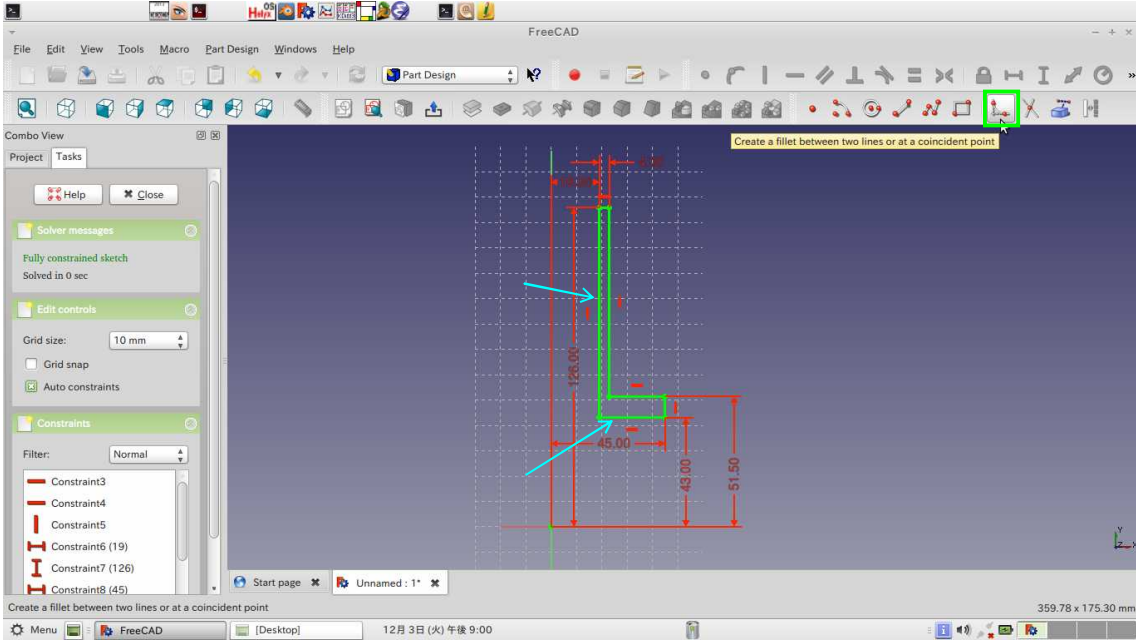 FreeCAD
File Edit View Tools Macro Part Design Windows Help
Part Design
Combo View
Project Tasks
Help Close
Solver messages
Fully constrained sketch
Solved in 0 sec
Edit controls
Grid size: 10 mm
Grid snap
Auto constraints
Constraints
Filter: Normal
Constraint3
Constraint4
Constraint5
Constraint6 (19)
Constraint7 (126)
Constraint8 (45)
Create a fillet between two lines or at a coincident point
126.00
45.00
43.00
51.50
Y
Z X
Start page
Unnamed : 1*
Create a fillet between two lines or at a coincident point
359.78 x 175.30 mm
Menu
FreeCAD
[Desktop]
12月 3日 (火) 午後 9:00